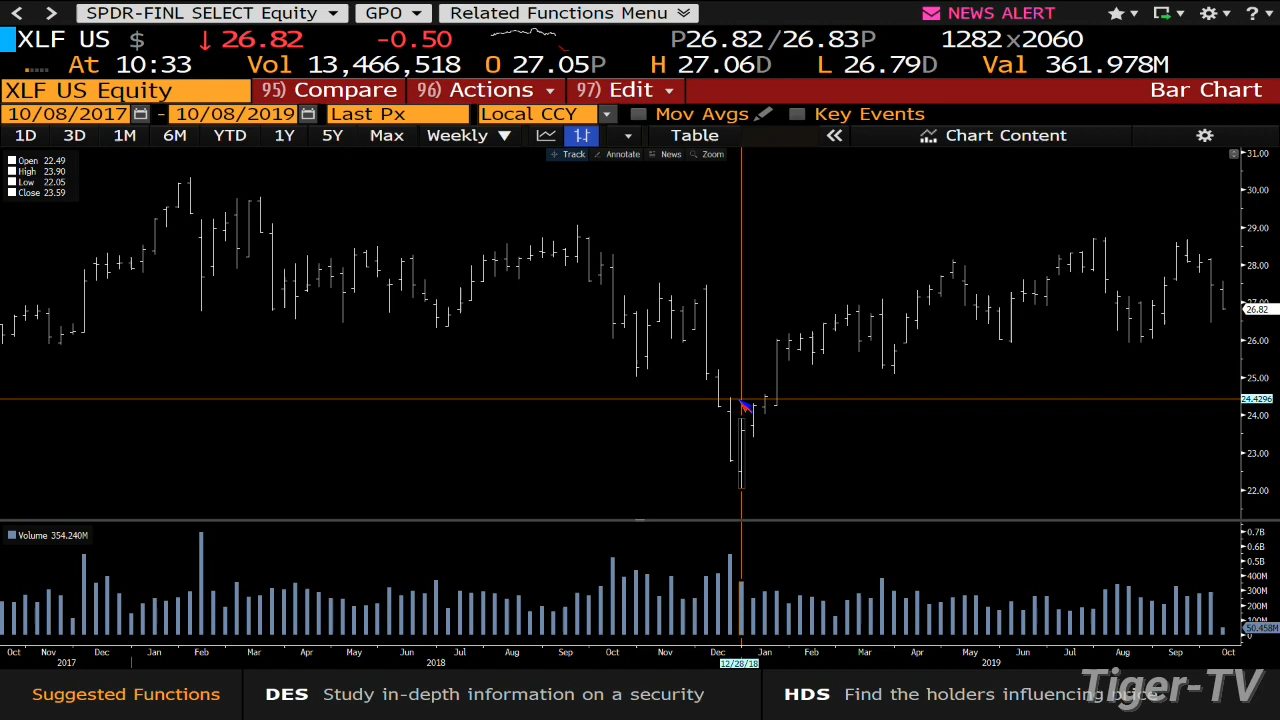 SPDR-FINL SELECT Equity GPO Related Functions Menu NEWS ALERT ?
XLF US $ ↓ 26.82 -0.50 P26.82/26.83P 1282x2060
At 10:33 Vol 13,466,518 O 27.05P H 27.06D L 26.79D Val 361.978M
XLF US Equity 95) Compare 96) Actions 97) Edit Bar Chart
10/08/2017 - 10/08/2019 Last Px Local CCY Mov Avgs Key Events
1D 3D 1M 6M YTD 1Y 5Y Max Weekly ▼ Table « Chart Content
Track Annotate News Zoom
Open 22.49
High 23.90
Low 22.05
Close 23.59
31.00
30.00
29.00
28.00
27.00
26.82
26.00
25.00
24.4296
24.00
23.00
22.00
Volume 354.240M
0.7B
0.6B
0.5B
400M
300M
200M
100M
50.458M
0
Oct Nov Dec Jan Feb Mar Apr May Jun Jul Aug Sep Oct Nov Dec Jan Feb Mar Apr May Jun Jul Aug Sep Oct
2017 2018 12/28/18 2019
Suggested Functions DES Study in-depth information on a security HDS Find the holders influencing price
Tiger-TV